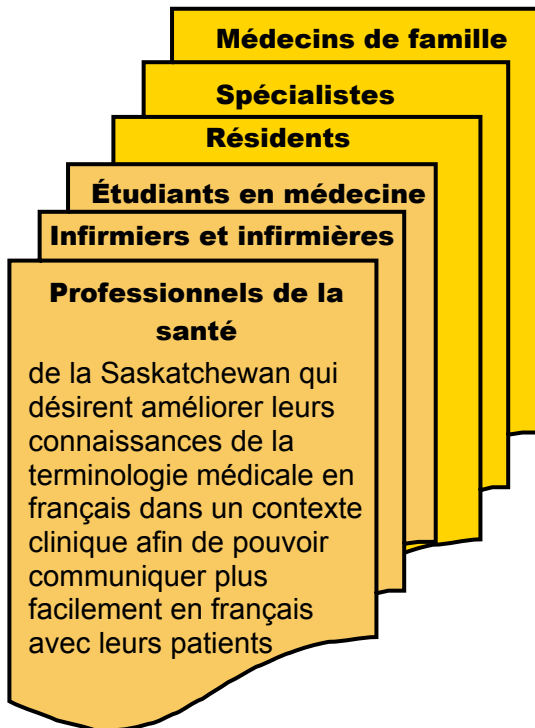 Médecins de famille
Spécialistes
Résidents
Étudiants en médecine
Infirmiers et infirmières
Professionnels de la
santé
de la Saskatchewan qui
désirent améliorer leurs
connaissances de la
terminologie médicale en
français dans un contexte
clinique afin de pouvoir
communiquer plus
facilement en français
avec leurs patients